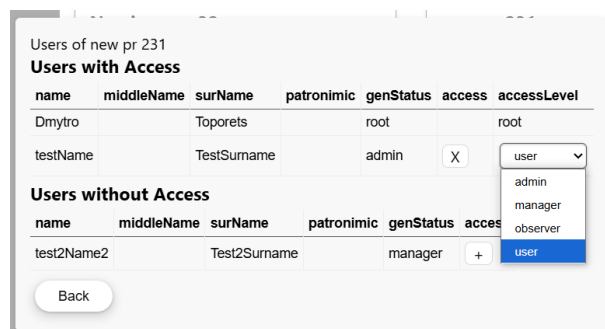 Users of new pr 231
Users with Access
name middleName surName patronimic genStatus access accessLevel
Dmytro Toporets root root
testName TestSurname admin X user
admin
manager
observer
user
Users without Access
name middleName surName patronimic genStatus acces
test2Name2 Test2Surname manager +
Back